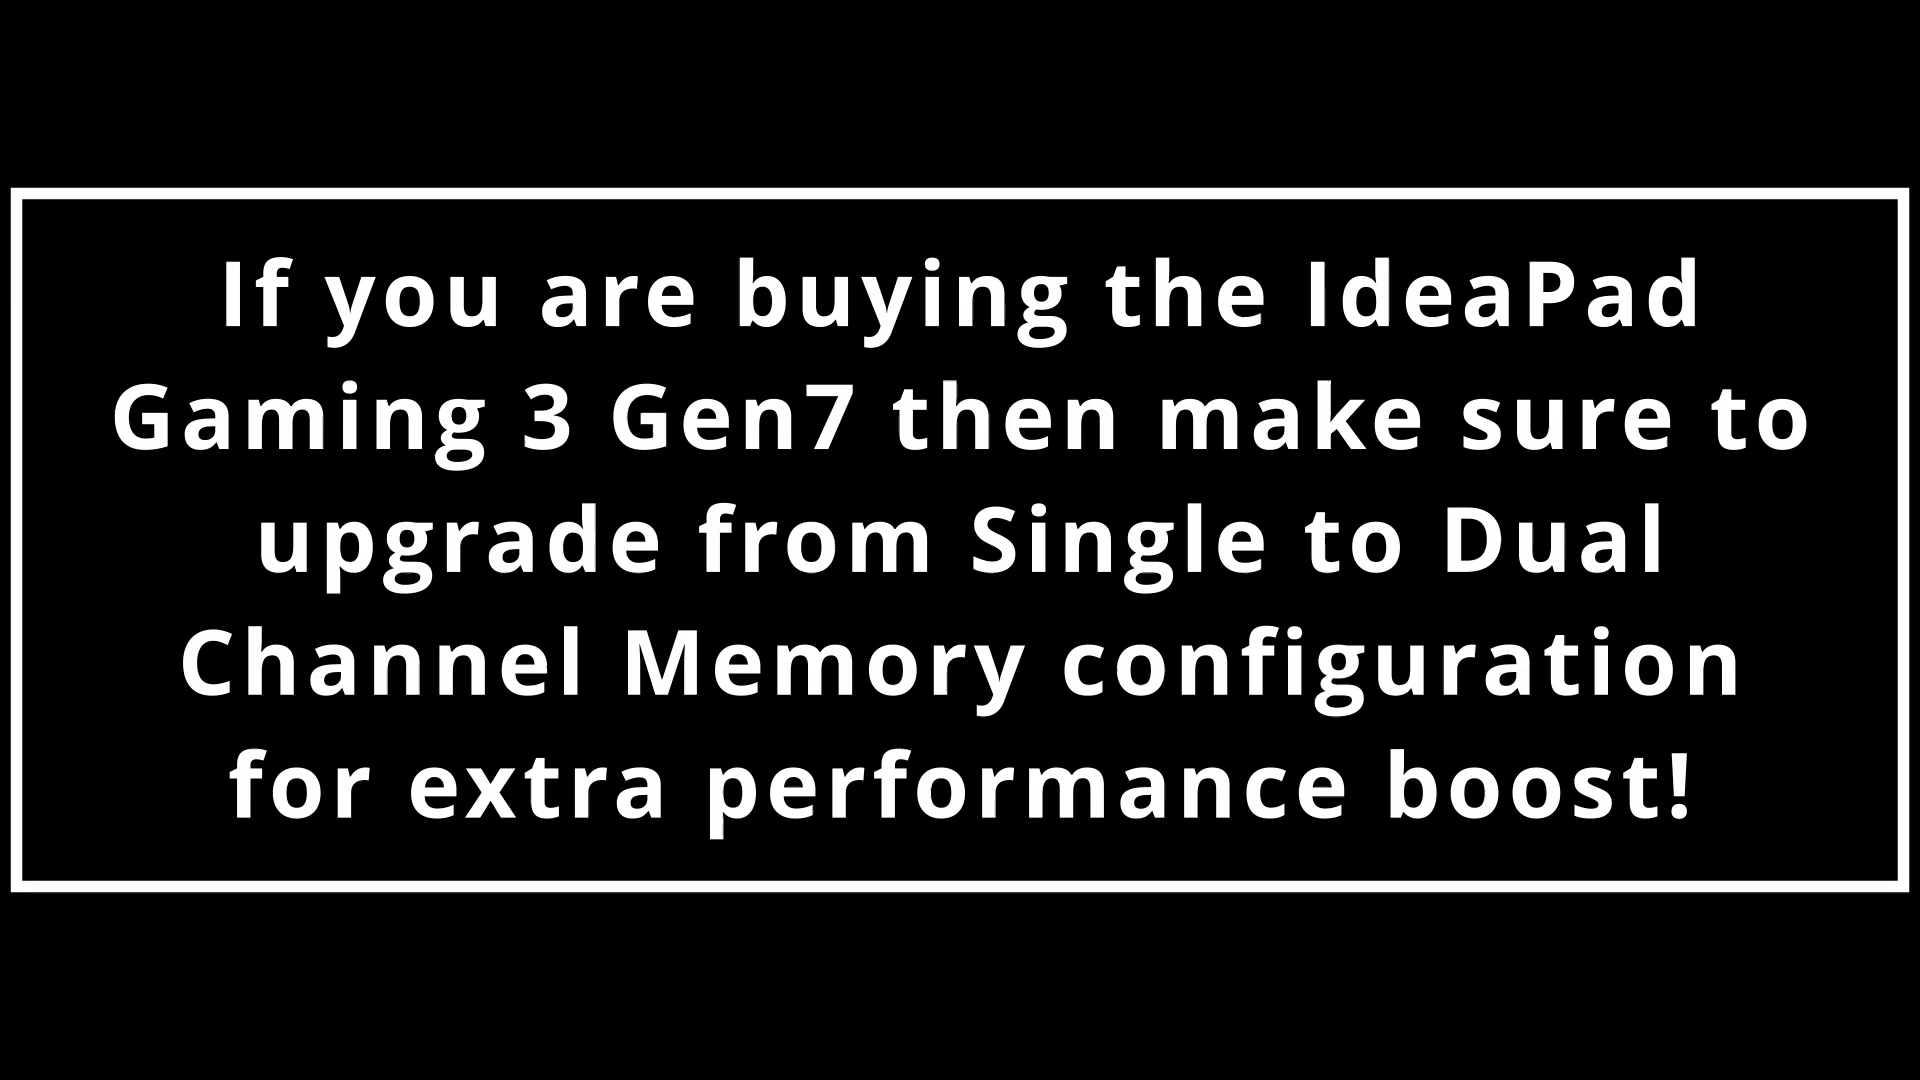 If you are buying the IdeaPad
Gaming 3 Gen7 then make sure to
upgrade from Single to Dual
Channel Memory configuration
for extra performance boost!